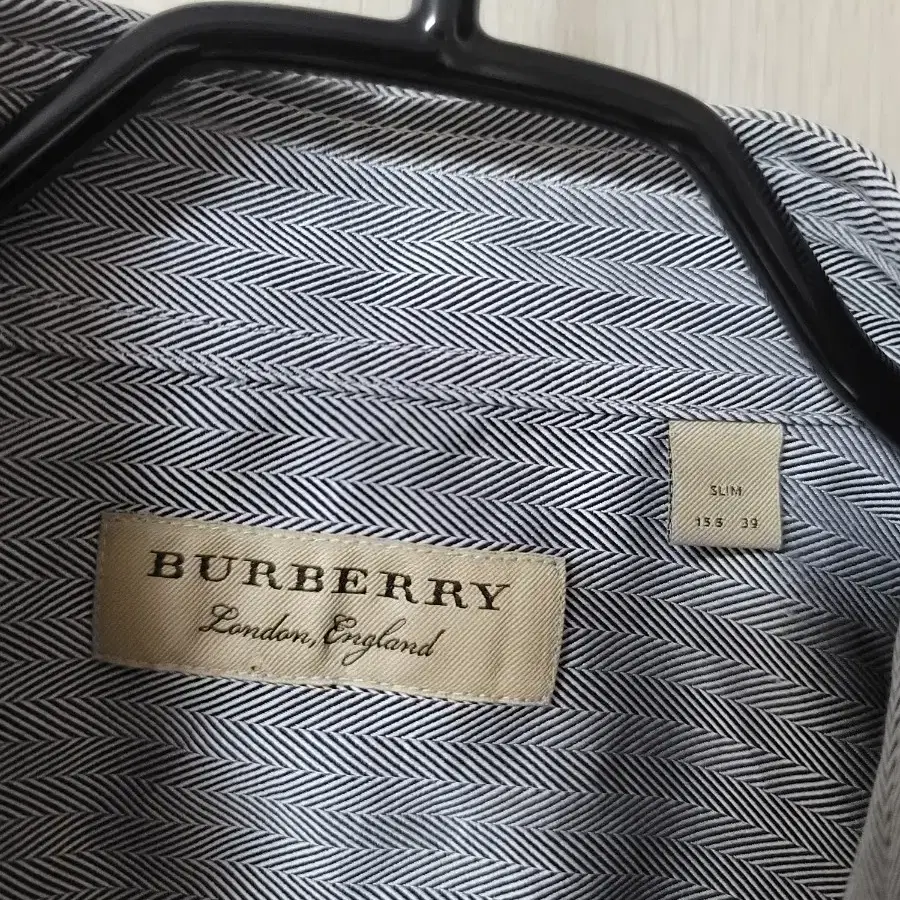 BURBERRY
London, England
SLIM
15.5 39